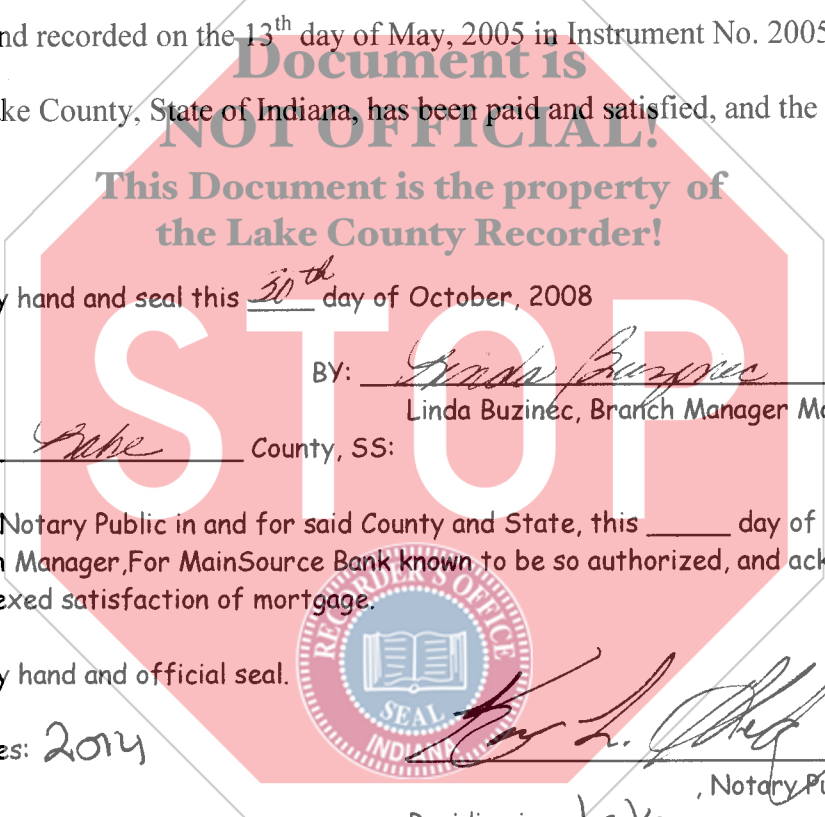 nd recorded on the 13th day of May, 2005 in Instrument No. 2005
Document is
ke County, State of Indiana, has been paid and satisfied, and the
NOT OFFICIAL!
This Document is the property of
the Lake County Recorder!
y hand and seal this 30th day of October, 2008
STOP
BY: Linda Buzinec
Linda Buzinec, Branch Manager Ma
Lake County, SS:
Notary Public in and for said County and State, this ______ day of
n Manager,For MainSource Bank known to be so authorized, and ack
exed satisfaction of mortgage.
RECORDER'S OFFICE
SEAL
INDIANA
y hand and official seal.
es: 2014
, Notary Pu